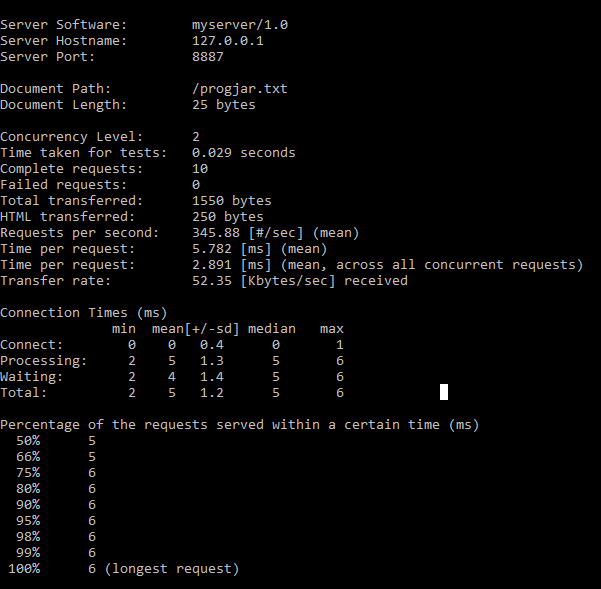 Server Software:        myserver/1.0
Server Hostname:        127.0.0.1
Server Port:            8887
Document Path:          /progjar.txt
Document Length:        25 bytes
Concurrency Level:      2
Time taken for tests:   0.029 seconds
Complete requests:      10
Failed requests:        0
Total transferred:      1550 bytes
HTML transferred:       250 bytes
Requests per second:    345.88 [#/sec] (mean)
Time per request:       5.782 [ms] (mean)
Time per request:       2.891 [ms] (mean, across all concurrent requests)
Transfer rate:          52.35 [Kbytes/sec] received
Connection Times (ms)
              min  mean[+/-sd] median   max
Connect:        0    0   0.4      0       1
Processing:     2    5   1.3      5       6
Waiting:        2    4   1.4      5       6
Total:          2    5   1.2      5       6
Percentage of the requests served within a certain time (ms)
  50%      5
  66%      5
  75%      6
  80%      6
  90%      6
  95%      6
  98%      6
  99%      6
 100%      6 (longest request)